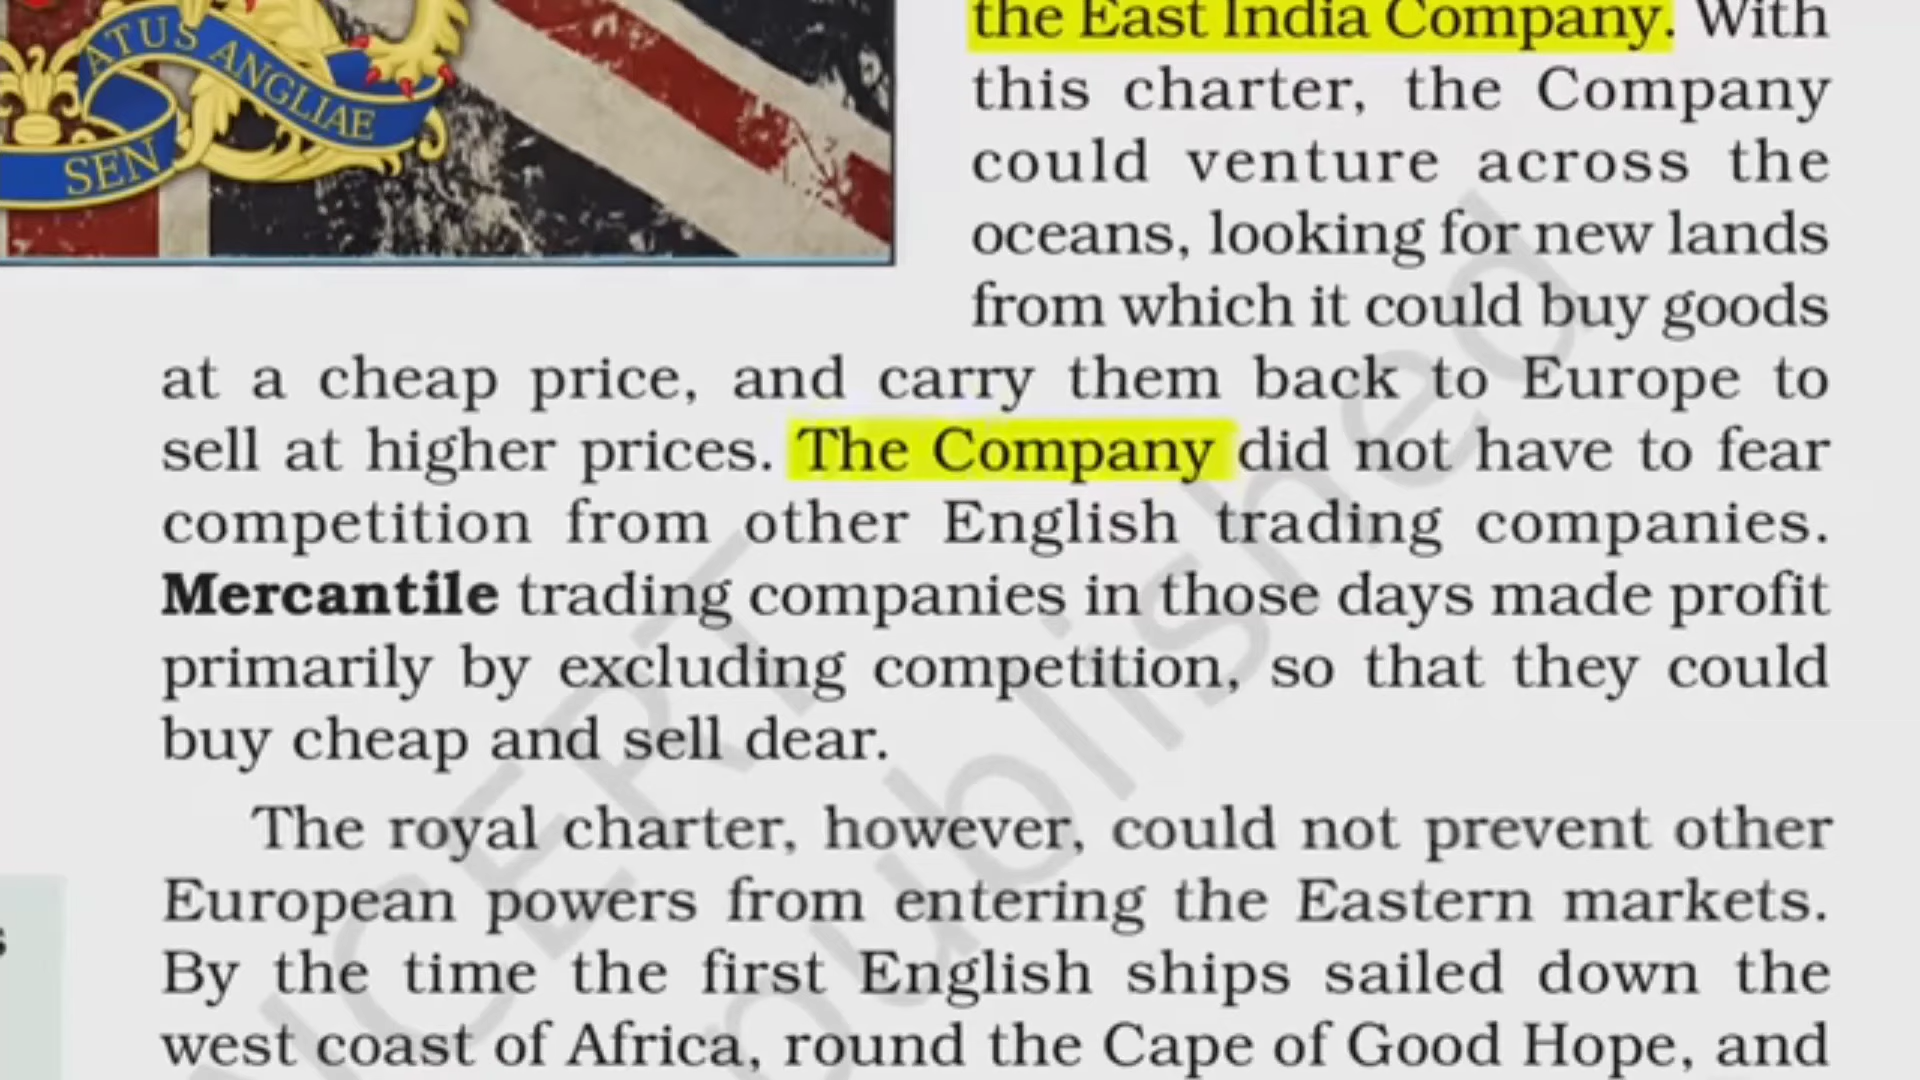 ATUS ANGLIAE
SEN
the East India Company. With
this charter, the Company
could venture across the
oceans, looking for new lands
from which it could buy goods
at a cheap price, and carry them back to Europe to
sell at higher prices. The Company did not have to fear
competition from other English trading companies.
Mercantile trading companies in those days made profit
primarily by excluding competition, so that they could
buy cheap and sell dear.
The royal charter, however, could not prevent other
European powers from entering the Eastern markets.
By the time the first English ships sailed down the
west coast of Africa, round the Cape of Good Hope, and
NCERT
published